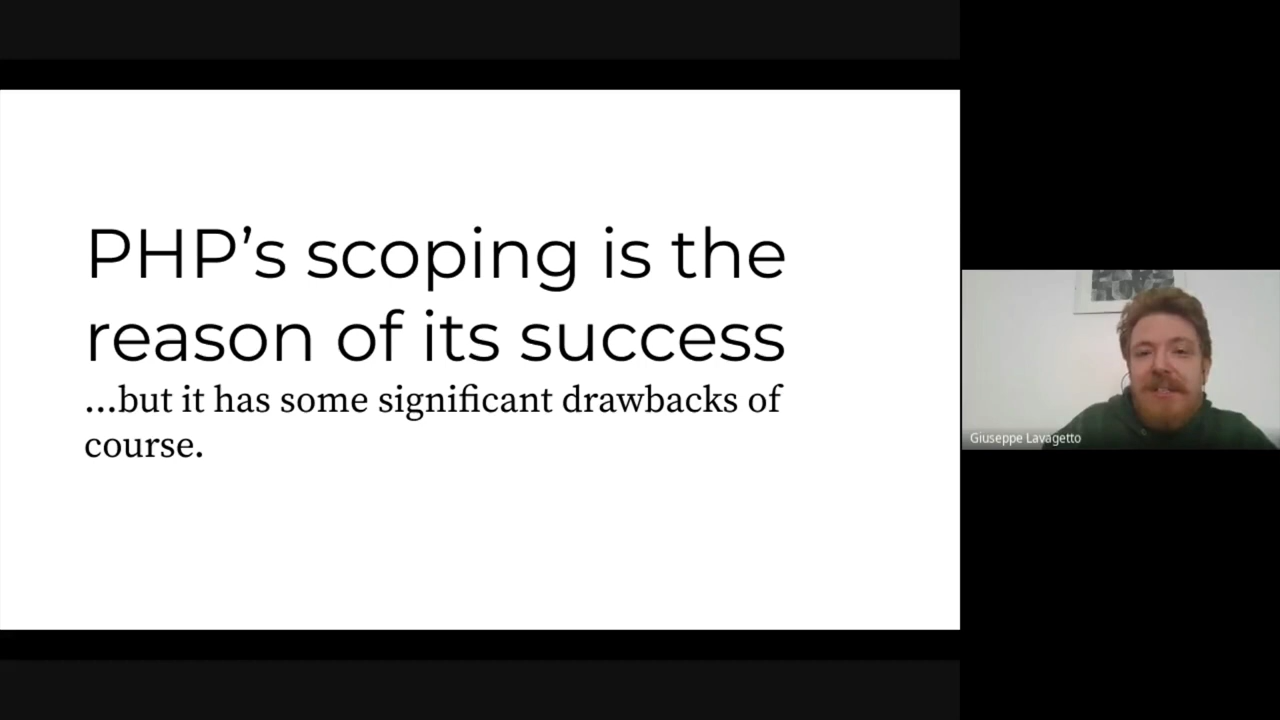 PHP’s scoping is the
reason of its success
...but it has some significant drawbacks of
course.
Giuseppe Lavagetto